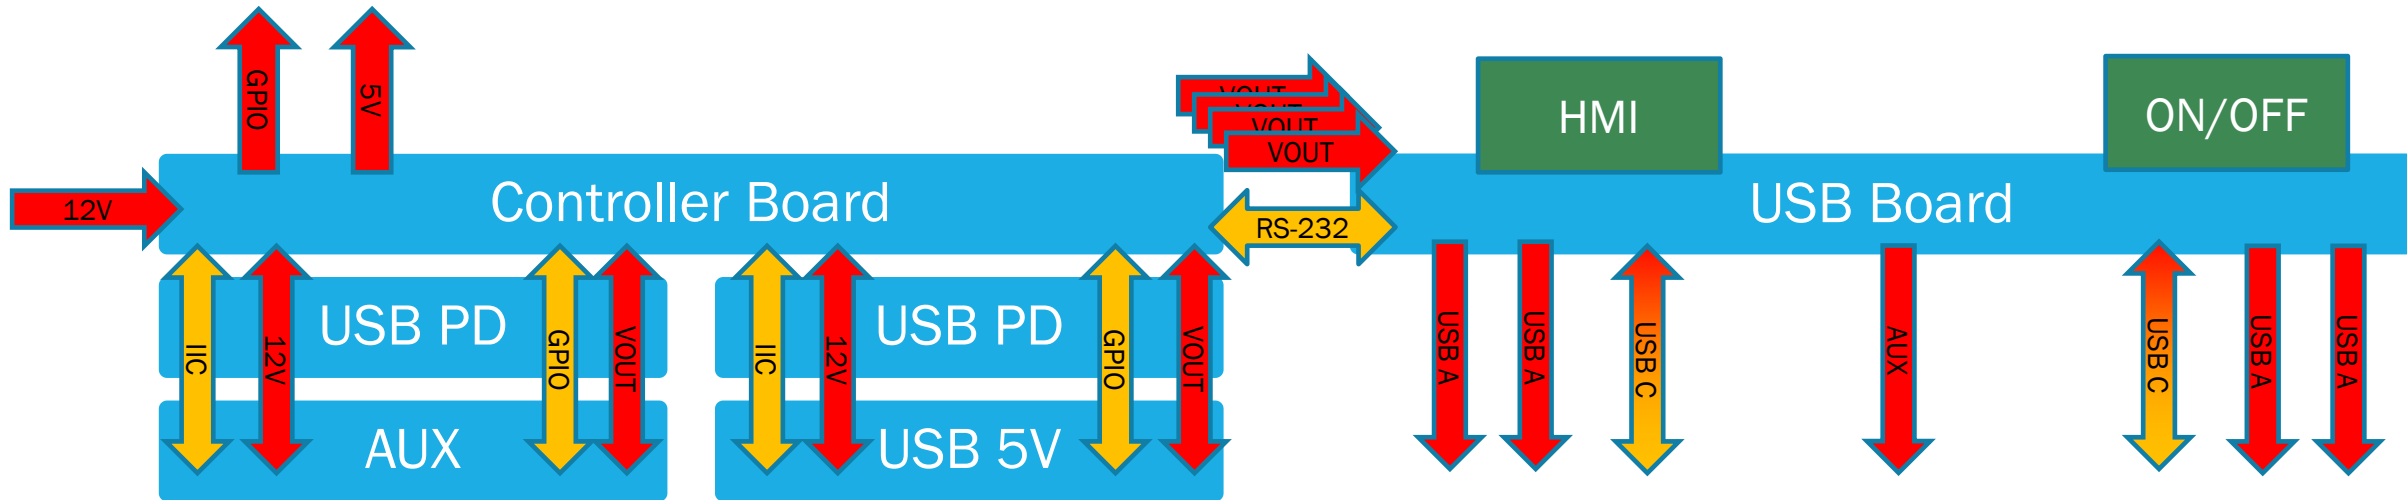 GPIO
5V
VOUT
VOUT
VOUT
VOUT
HMI
ON/OFF
12V
Controller Board
RS-232
USB Board
IIC
12V
USB PD
GPIO
VOUT
IIC
12V
USB PD
GPIO
VOUT
USB A
USB A
USB C
AUX
USB C
USB A
USB A
AUX
USB 5V